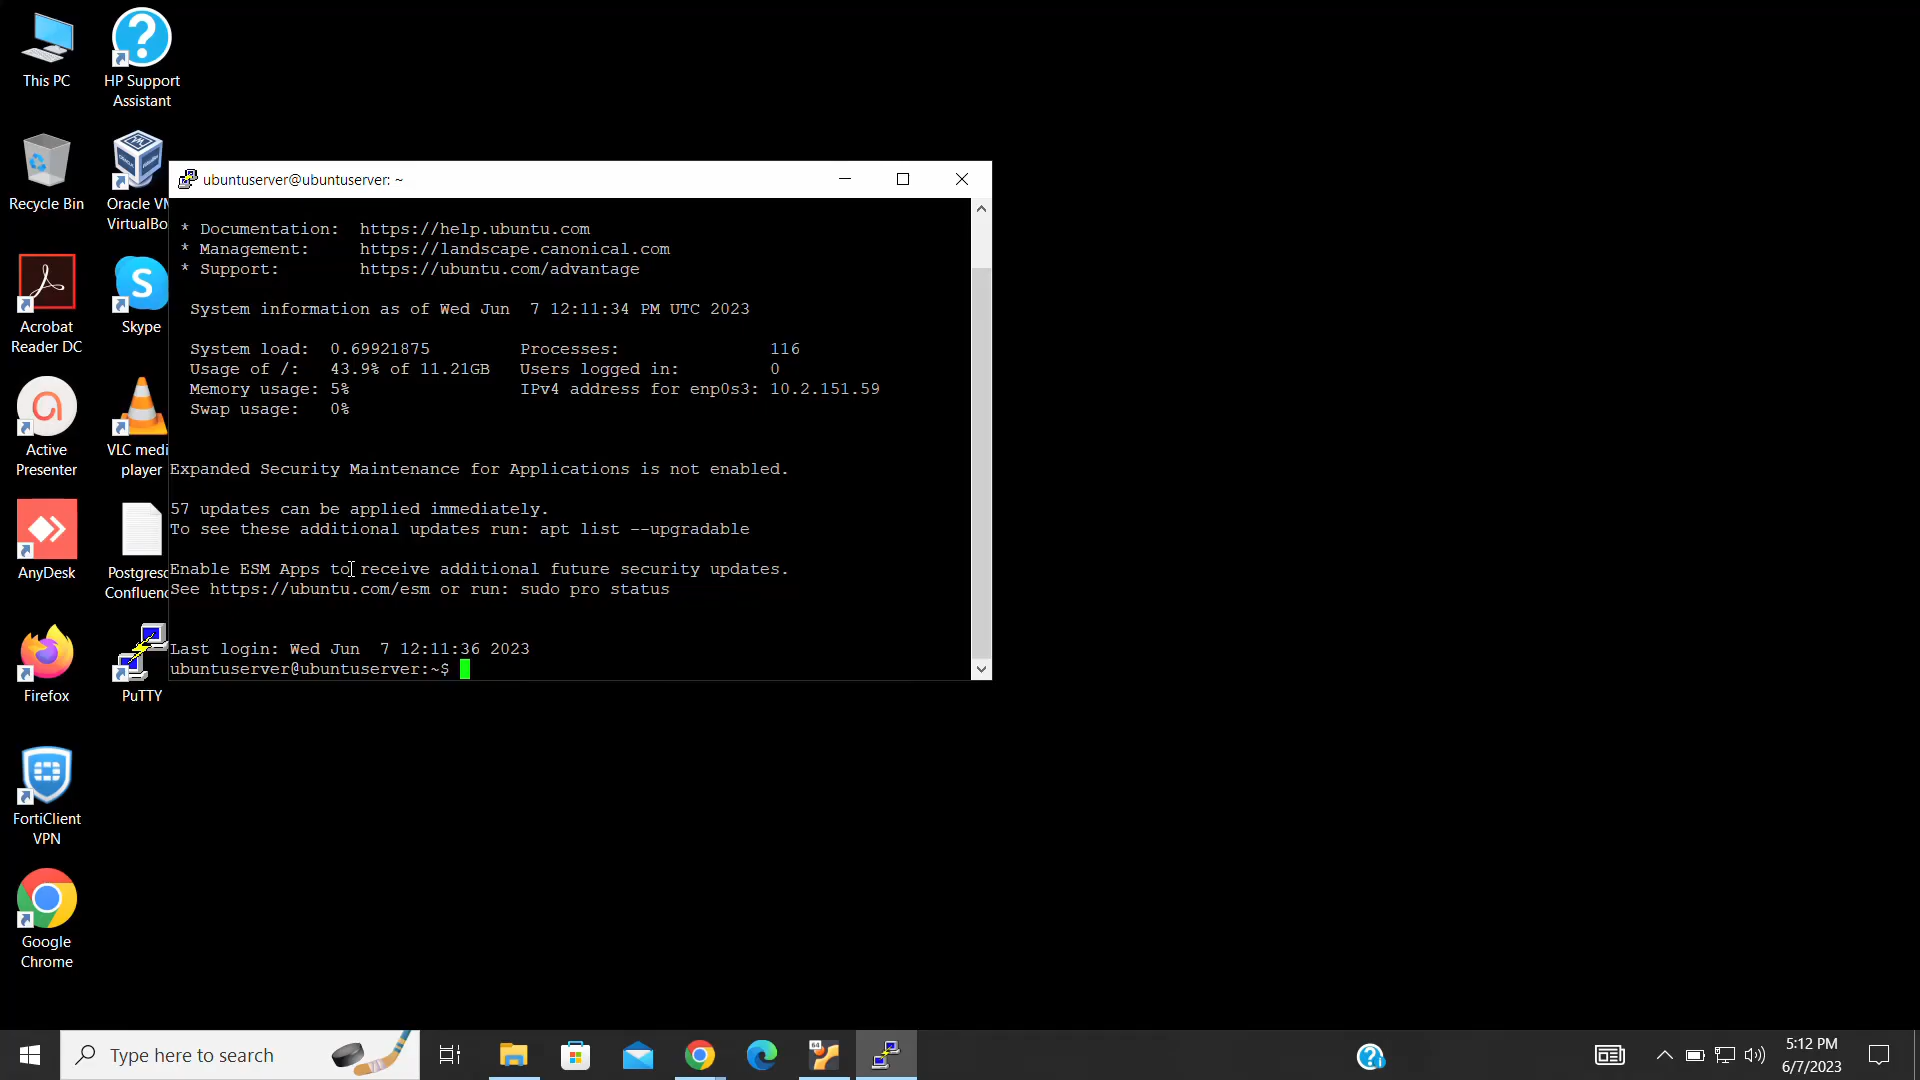 This PC
HP Support
Assistant
Recycle Bin
Oracle VM
VirtualBo
Acrobat
Reader DC
Skype
Active
Presenter
VLC medi
player
AnyDesk
Postgres
Confluen
Firefox
PuTTY
FortiClient
VPN
Google
Chrome
ubuntuserver@ubuntuserver: ~
* Documentation:  https://help.ubuntu.com
* Management:     https://landscape.canonical.com
* Support:        https://ubuntu.com/advantage
System information as of Wed Jun  7 12:11:34 PM UTC 2023
System load:  0.69921875         Processes:               116
Usage of /:   43.9% of 11.21GB   Users logged in:         0
Memory usage: 5%                 IPv4 address for enp0s3: 10.2.151.59
Swap usage:   0%
Expanded Security Maintenance for Applications is not enabled.
57 updates can be applied immediately.
To see these additional updates run: apt list --upgradable
Enable ESM Apps to receive additional future security updates.
See https://ubuntu.com/esm or run: sudo pro status
Last login: Wed Jun  7 12:11:36 2023
ubuntuserver@ubuntuserver:~$
Type here to search
64
5:12 PM
6/7/2023